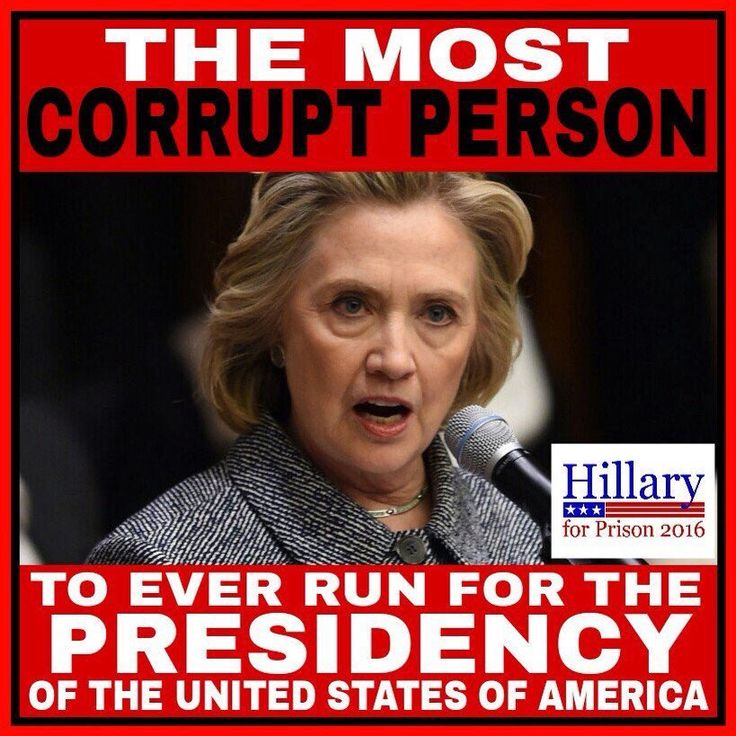 THE MOST
CORRUPT PERSON
Hillary
for Prison 2016
TO EVER RUN FOR THE
PRESIDENCY
OF THE UNITED STATES OF AMERICA